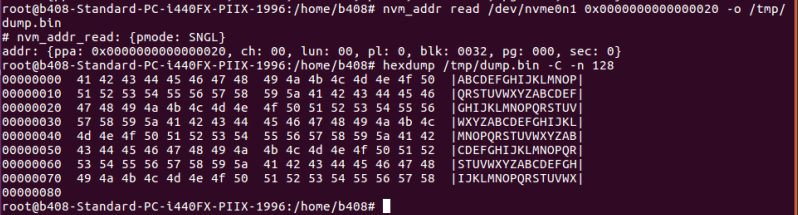 root@b408-Standard-PC-i440FX-PIIX-1996:/home/b408# nvm_addr read /dev/nvme0n1 0x0000000000000020 -o /tmp/
dump.bin
# nvm_addr_read: {pmode: SNGL}
addr: {ppa: 0x0000000000000020, ch: 00, lun: 00, pl: 0, blk: 0032, pg: 000, sec: 0}
root@b408-Standard-PC-i440FX-PIIX-1996:/home/b408# hexdump /tmp/dump.bin -C -n 128
00000000  41 42 43 44 45 46 47 48  49 4a 4b 4c 4d 4e 4f 50  |ABCDEFGHIJKLMNOP|
00000010  51 52 53 54 55 56 57 58  59 5a 41 42 43 44 45 46  |QRSTUVWXYZABCDEF|
00000020  47 48 49 4a 4b 4c 4d 4e  4f 50 51 52 53 54 55 56  |GHIJKLMNOPQRSTUV|
00000030  57 58 59 5a 41 42 43 44  45 46 47 48 49 4a 4b 4c  |WXYZABCDEFGHIJKL|
00000040  4d 4e 4f 50 51 52 53 54  55 56 57 58 59 5a 41 42  |MNOPQRSTUVWXYZAB|
00000050  43 44 45 46 47 48 49 4a  4b 4c 4d 4e 4f 50 51 52  |CDEFGHIJKLMNOPQR|
00000060  53 54 55 56 57 58 59 5a  41 42 43 44 45 46 47 48  |STUVWXYZABCDEFGH|
00000070  49 4a 4b 4c 4d 4e 4f 50  51 52 53 54 55 56 57 58  |IJKLMNOPQRSTUVWX|
00000080
root@b408-Standard-PC-i440FX-PIIX-1996:/home/b408#